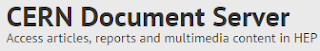 CERN Document Server
Access articles, reports and multimedia content in HEP